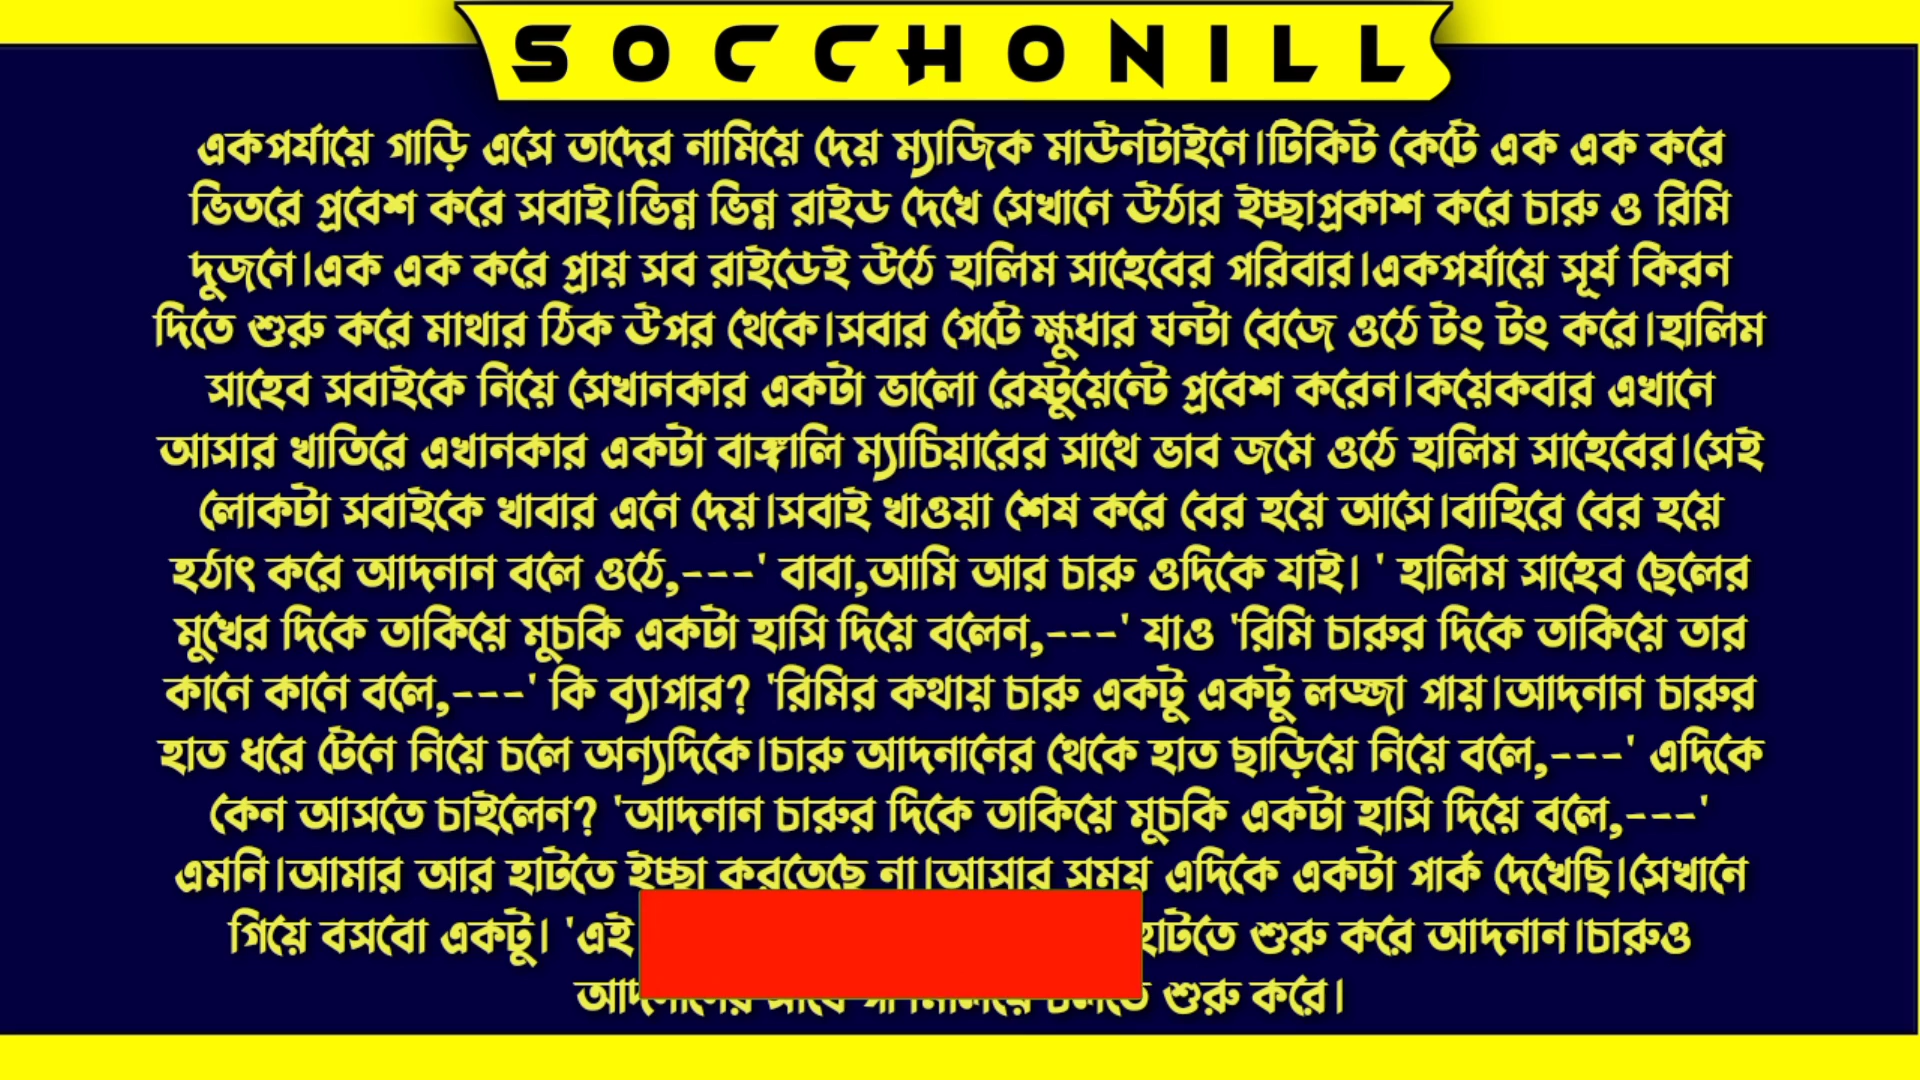 SOCCHONILL
একপর্যায়ে গাড়ি এসে তাদের নামিয়ে দেয় ম্যাজিক মাউনটাইনে।টিকিট কেটে এক এক করে
ভিতরে প্রবেশ করে সবাই।ভিন্ন ভিন্ন রাইড দেখে সেখানে উঠার ইচ্ছাপ্রকাশ করে চারু ও রিমি
দুজনে।এক এক করে প্রায় সব রাইডেই উঠে হালিম সাহেবের পরিবার।একপর্যায়ে সূর্য কিরন
দিতে শুরু করে মাথার ঠিক উপর থেকে।সবার পেটে ক্ষুধার ঘন্টা বেজে ওঠে টং টং করে।হালিম
সাহেব সবাইকে নিয়ে সেখানকার একটা ভালো রেষ্টুয়েন্টে প্রবেশ করেন।কয়েকবার এখানে
আসার খাতিরে এখানকার একটা বাঙ্গালি ম্যাচিয়ারের সাথে ভাব জমে ওঠে হালিম সাহেবের।সেই
লোকটা সবাইকে খাবার এনে দেয়।সবাই খাওয়া শেষ করে বের হয়ে আসে।বাহিরে বের হয়ে
হঠাৎ করে আদনান বলে ওঠে,---' বাবা,আমি আর চারু ওদিকে যাই। ' হালিম সাহেব ছেলের
মুখের দিকে তাকিয়ে মুচকি একটা হাসি দিয়ে বলেন,---' যাও 'রিমি চারুর দিকে তাকিয়ে তার
কানে কানে বলে,---' কি ব্যাপার? 'রিমির কথায় চারু একটু একটু লজ্জা পায়।আদনান চারুর
হাত ধরে টেনে নিয়ে চলে অন্যদিকে।চারু আদনানের থেকে হাত ছাড়িয়ে নিয়ে বলে,---' এদিকে
কেন আসতে চাইলেন? 'আদনান চারুর দিকে তাকিয়ে মুচকি একটা হাসি দিয়ে বলে,---'
এমনি।আমার আর হাটতে ইচ্ছা করতেছে না।আসার সময় এদিকে একটা পার্ক দেখেছি।সেখানে
গিয়ে বসবো একটু। 'এই হাটতে শুরু করে আদনান।চারুও
শুরু করে।